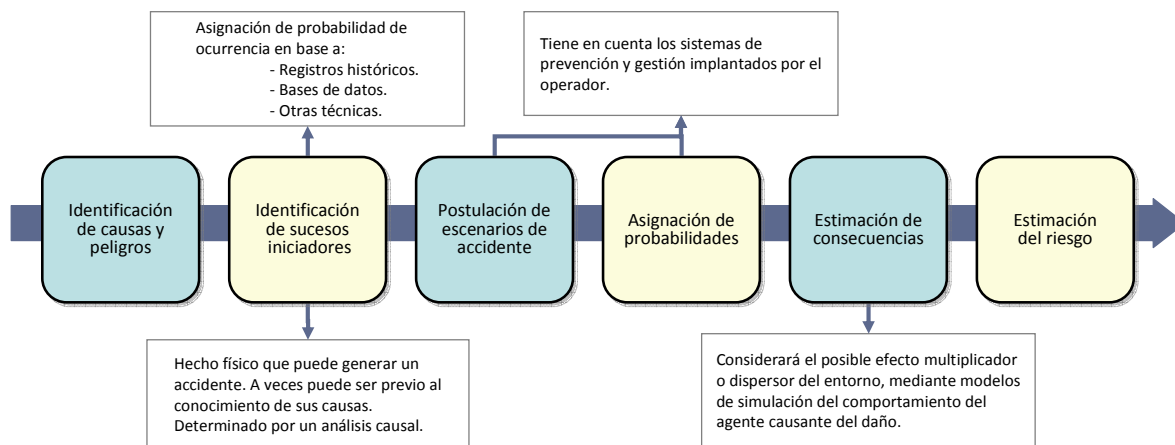 Asignación de probabilidad de
ocurrencia en base a:
- Registros históricos.
- Bases de datos.
- Otras técnicas.
Tiene en cuenta los sistemas de
prevención y gestión implantados por el
operador.
Identificación
de causas y
peligros
Identificación
de sucesos
iniciadores
Postulación de
escenarios de
accidente
Asignación de
probabilidades
Estimación de
consecuencias
Estimación
del riesgo
Hecho físico que puede generar un
accidente. A veces puede ser previo al
conocimiento de sus causas.
Determinado por un análisis causal.
Considerará el posible efecto multiplicador
o dispersor del entorno, mediante modelos
de simulación del comportamiento del
agente causante del daño.